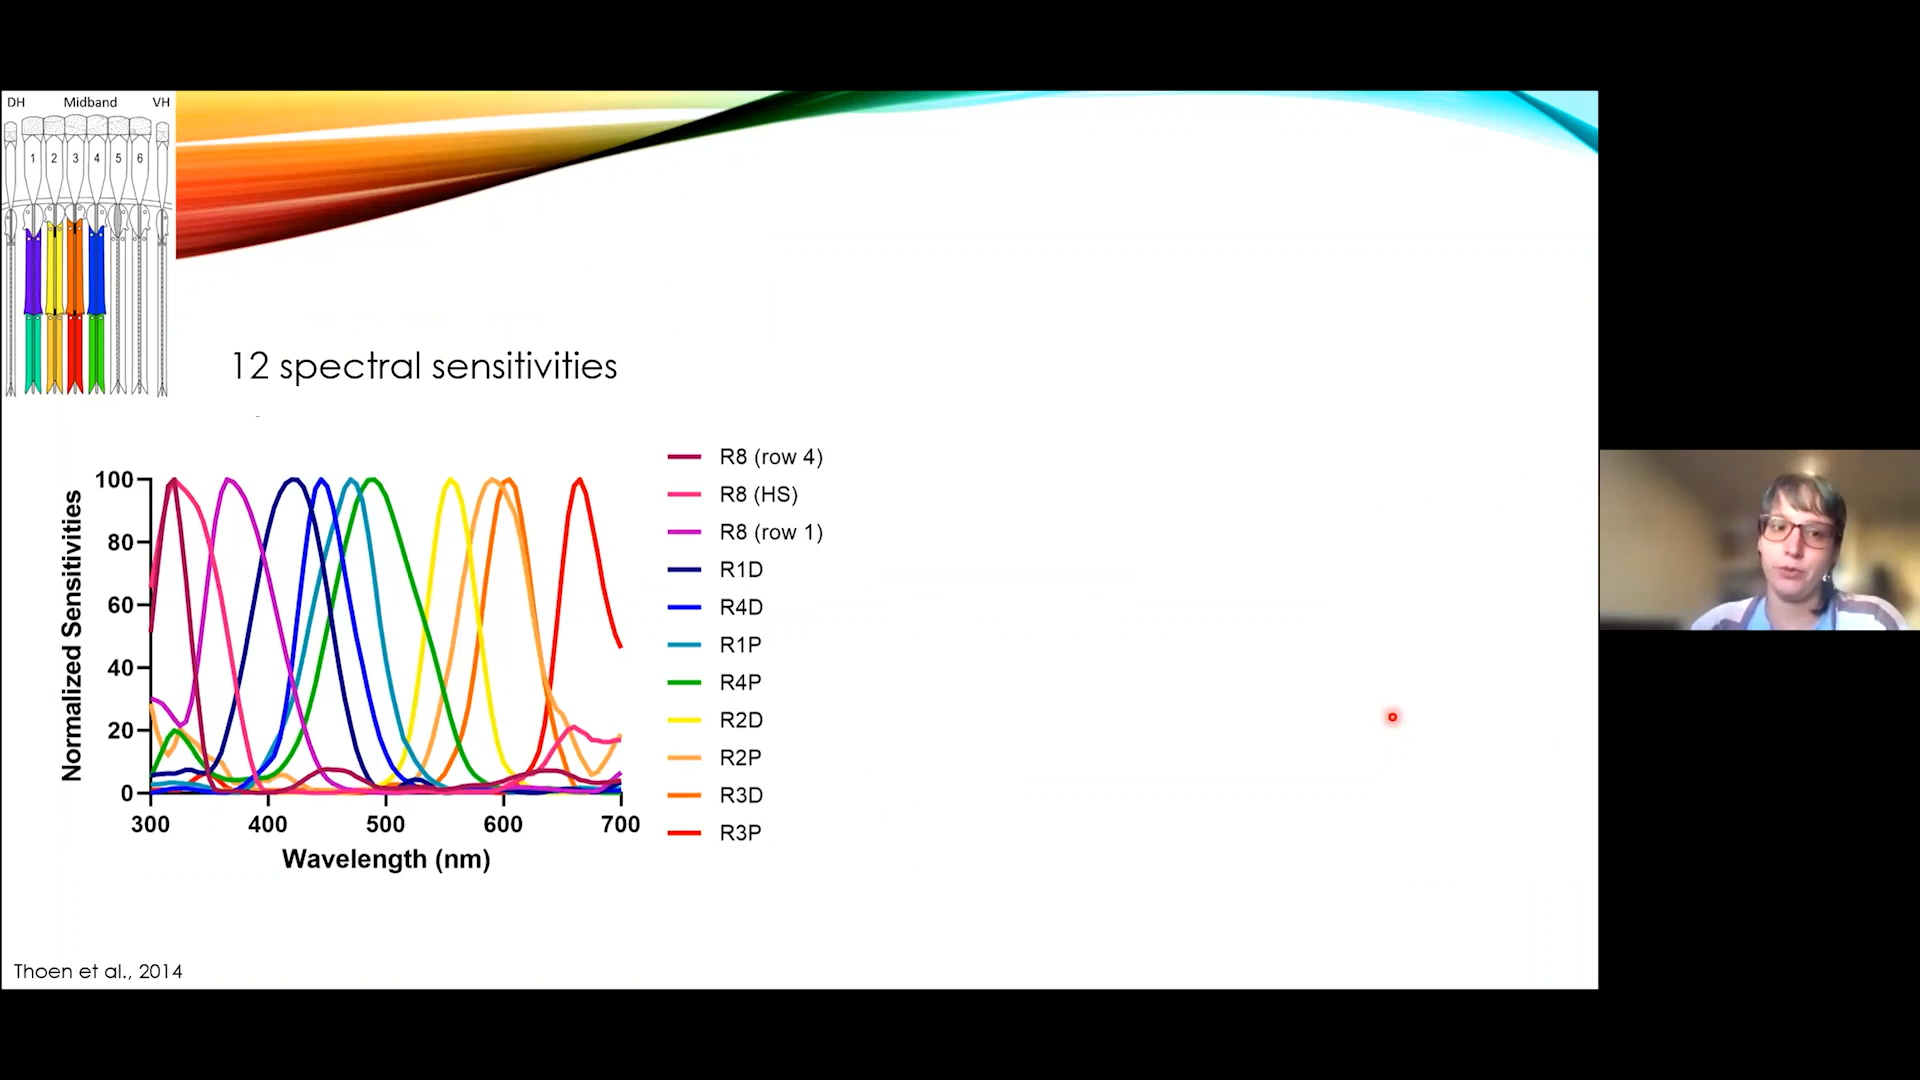 DH Midband VH
1 2 3 4 5 6
12 spectral sensitivities
Normalized Sensitivities
100
80
60
40
20
0
300 400 500 600 700
Wavelength (nm)
R8 (row 4)
R8 (HS)
R8 (row 1)
R1D
R4D
R1P
R4P
R2D
R2P
R3D
R3P
Thoen et al., 2014